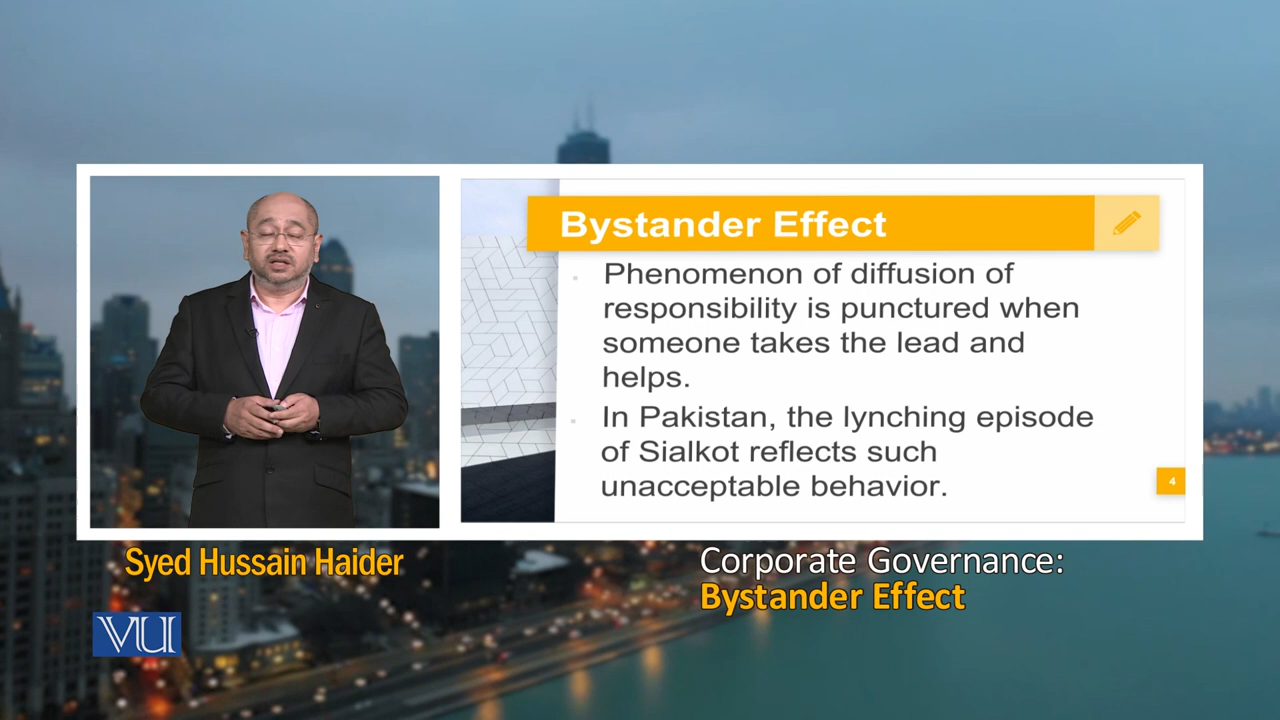 Bystander Effect
Phenomenon of diffusion of
responsibility is punctured when
someone takes the lead and
helps.
In Pakistan, the lynching episode
of Sialkot reflects such
unacceptable behavior.
4
Syed Hussain Haider
Corporate Governance:
Bystander Effect
VU